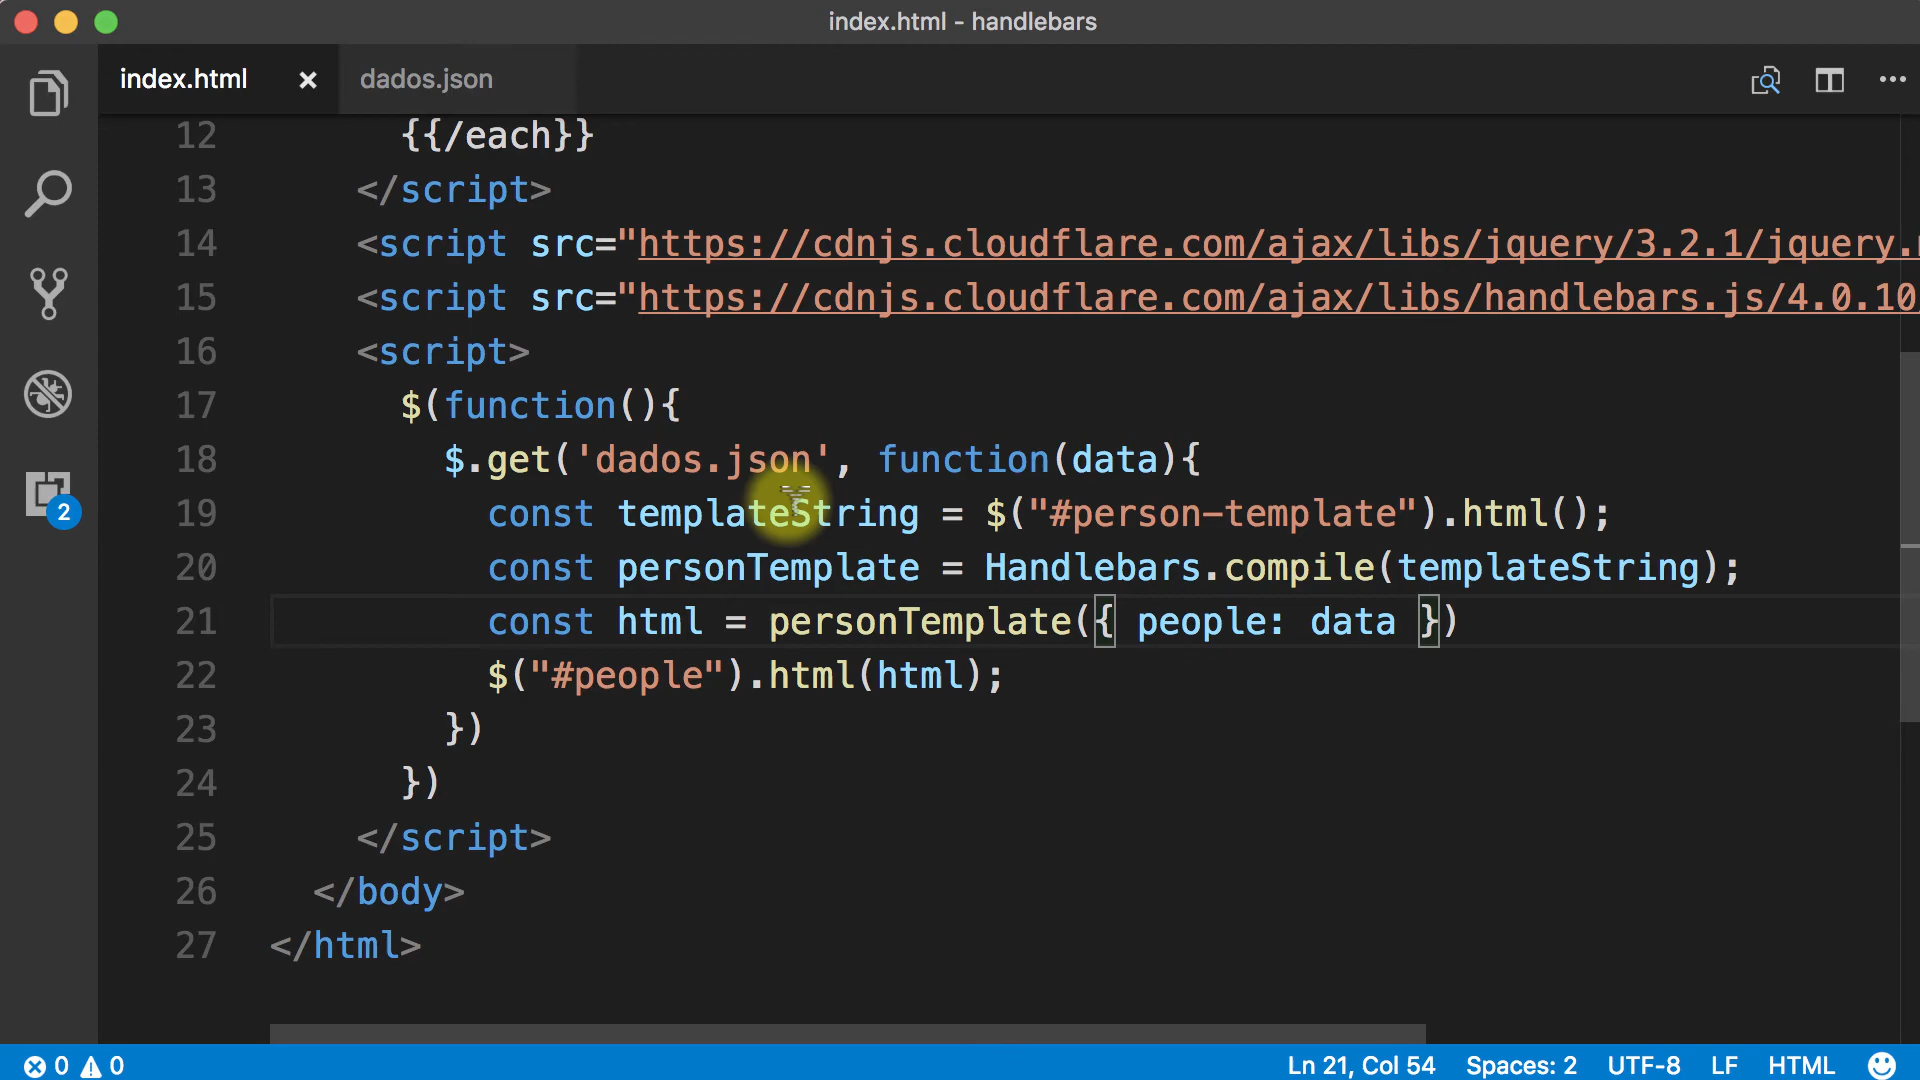 index.html - handlebars
index.html
dados.json
12 {{/each}}
13 </script>
14 <script src="https://cdnjs.cloudflare.com/ajax/libs/jquery/3.2.1/jquery.
15 <script src="https://cdnjs.cloudflare.com/ajax/libs/handlebars.js/4.0.10/
16 <script>
17 $(function(){
18 $.get('dados.json', function(data){
19 const templateString = $("#person-template").html();
20 const personTemplate = Handlebars.compile(templateString);
21 const html = personTemplate({ people: data })
22 $("#people").html(html);
23 })
24 })
25 </script>
26 </body>
27 </html>
2
0 0
Ln 21, Col 54 Spaces: 2 UTF-8 LF HTML